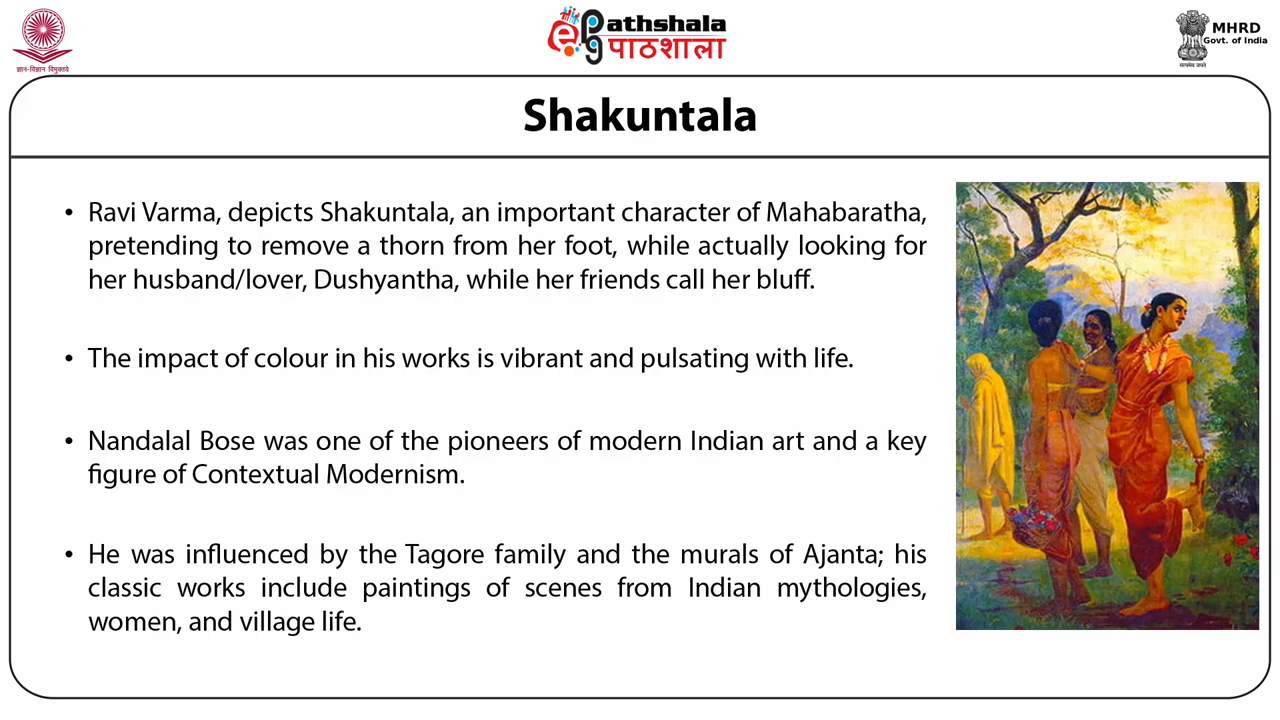 ज्ञान-विज्ञान विमुक्तये
ePathshala
पाठशाला
MHRD
Govt. of India
सत्यमेव जयते
Shakuntala
• Ravi Varma, depicts Shakuntala, an important character of Mahabaratha,
pretending to remove a thorn from her foot, while actually looking for
her husband/lover, Dushyantha, while her friends call her bluff.
• The impact of colour in his works is vibrant and pulsating with life.
• Nandalal Bose was one of the pioneers of modern Indian art and a key
figure of Contextual Modernism.
• He was influenced by the Tagore family and the murals of Ajanta; his
classic works include paintings of scenes from Indian mythologies,
women, and village life.